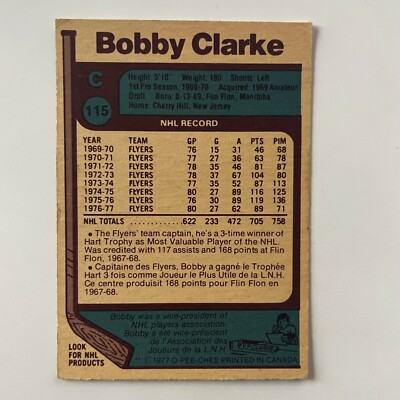 Bobby Clarke
C
115
Height: 5'10" Weight: 180 Shoots: Left
1st Pro Season: 1969-70 Acquired: 1969 Amateur
Draft Born: 8-13-49, Flin Flon, Manitoba
Home: Cherry Hill, New Jersey
NHL RECORD
YEAR TEAM GP G A PTS PIM
1969-70 FLYERS 76 15 31 46 68
1970-71 FLYERS 77 27 36 63 78
1971-72 FLYERS 78 35 46 81 87
1972-73 FLYERS 78 37 67 104 80
1973-74 FLYERS 77 35 52 87 113
1974-75 FLYERS 80 27 89 116 125
1975-76 FLYERS 76 30 89 119 136
1976-77 FLYERS 80 27 62 89 71
NHL TOTALS ............. 622 233 472 705 758
• The Flyers' team captain, he's a 3-time winner of
Hart Trophy as Most Valuable Player of the NHL.
Was credited with 117 assists and 168 points at Flin
Flon, 1967-68.
• Capitaine des Flyers, Bobby a gagné le Trophée
Hart 3 fois comme Joueur le Plus Utile de la L.N.H.
Ce centre produisit 168 points pour Flin Flon en
1967-68.
Bobby was a vice-president of
NHL players association.
Bobby a été vice-président
de l'Association des
Joueurs de la L.N.H.
LOOK
FOR NHL
PRODUCTS
© 1977 O-PEE-CHEE PRINTED IN CANADA